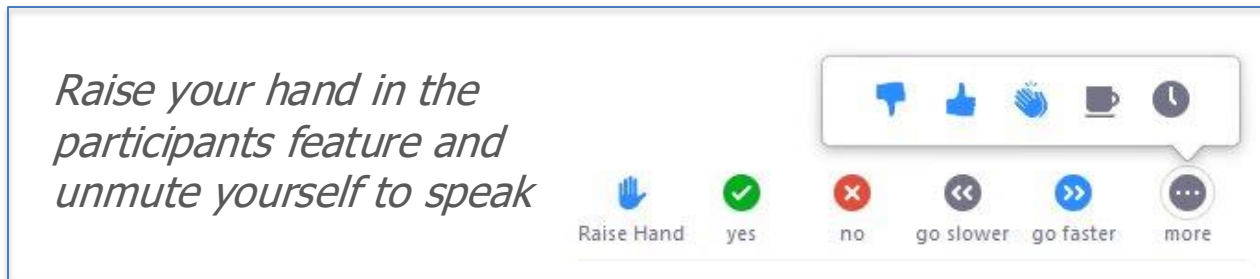 Raise your hand in the
participants feature and
unmute yourself to speak
Raise Hand yes no go slower go faster more